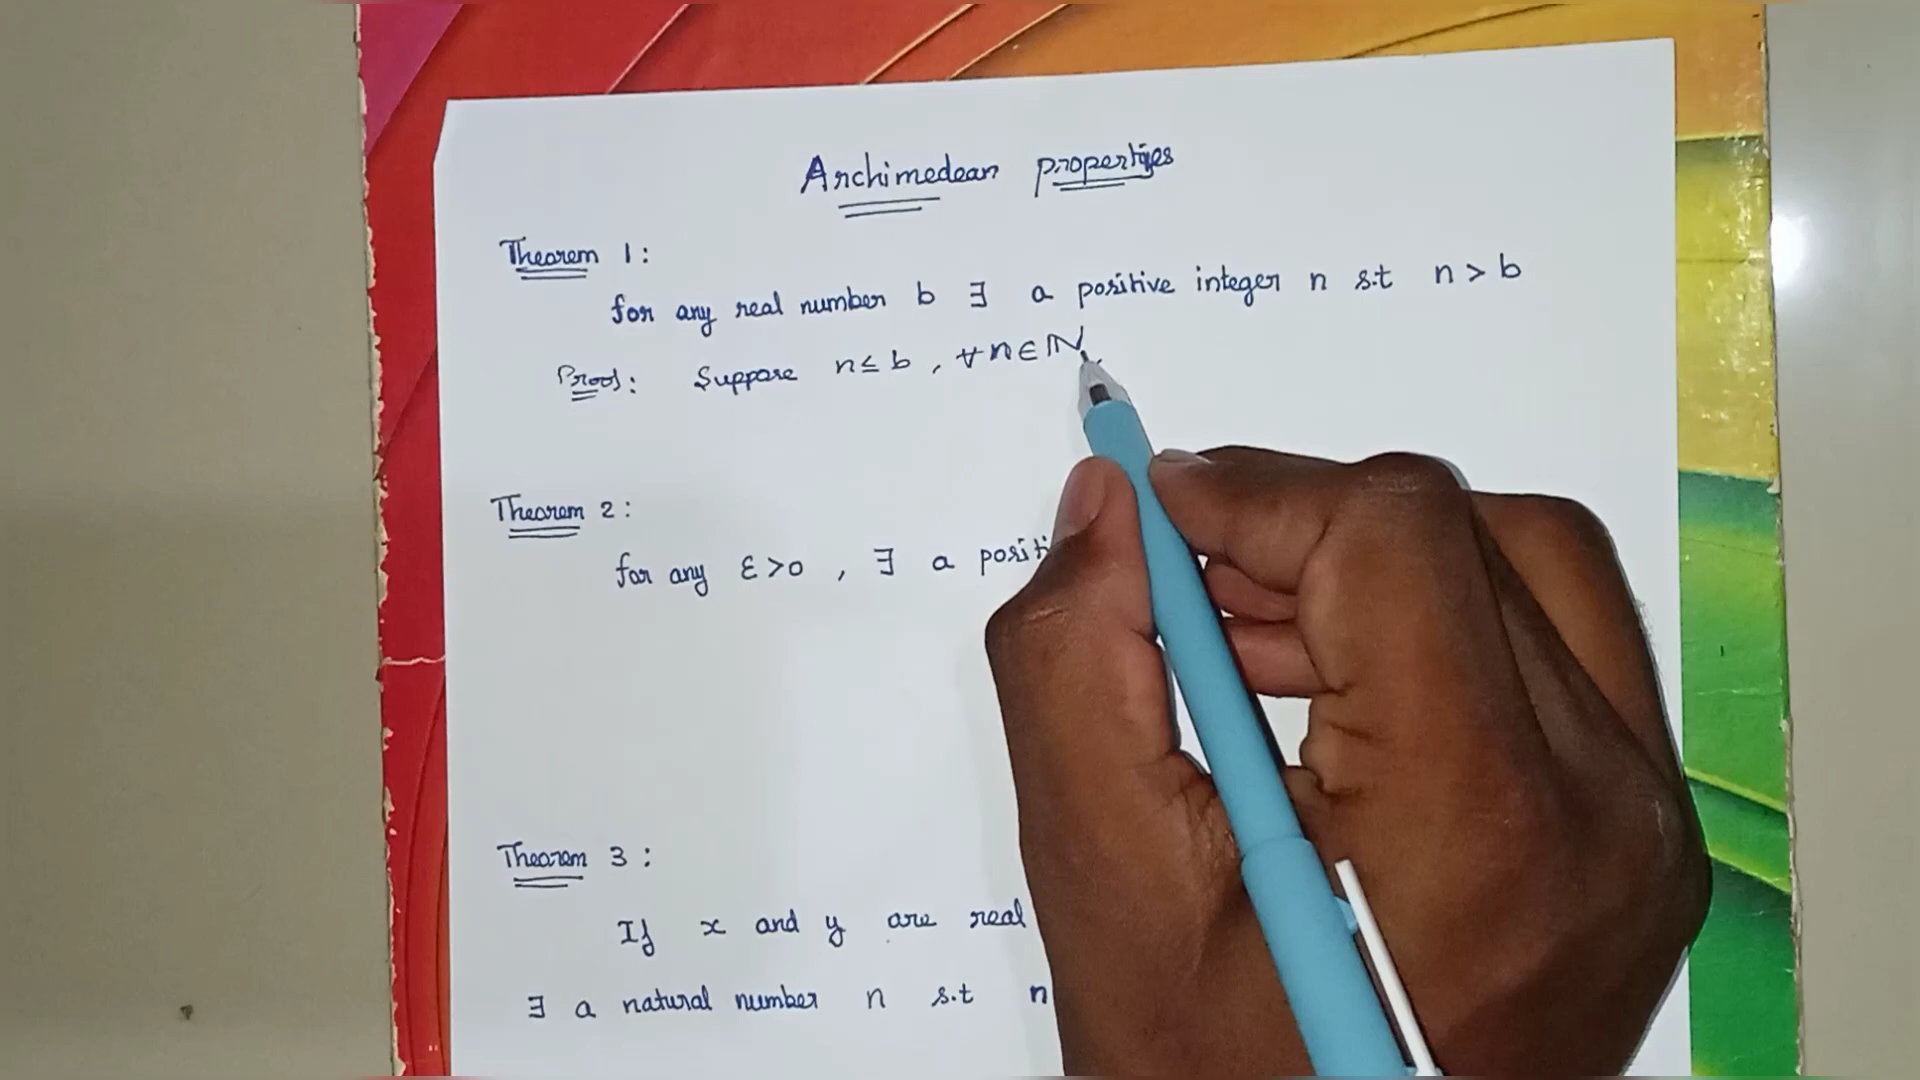 Archimedean properties
Theorem 1:
for any real number b ∃ a positive integer n s.t n > b
Proof: Suppose n ≤ b, ∀ n ∈ ℕ.
Theorem 2:
for any ε>0, ∃ a positi
Theorem 3:
If x and y are real
∃ a natural number n s.t n